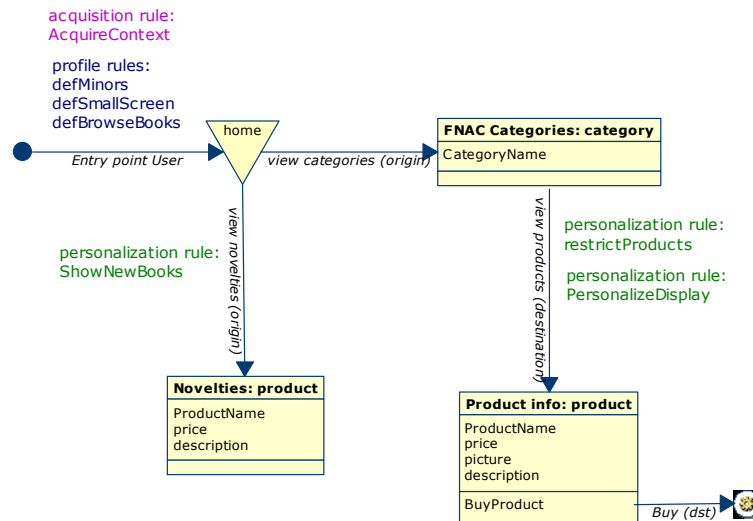 acquisition rule:
AcquireContext
profile rules:
defMinors
defSmallScreen
defBrowseBooks
home
FNAC Categories: category
CategoryName
Entry point User
view categories (origin)
view novelties (origin)
view products (destination)
personalization rule:
ShowNewBooks
personalization rule:
restrictProducts
personalization rule:
PersonalizeDisplay
Novelties: product
ProductName
price
description
Product info: product
ProductName
price
picture
description
BuyProduct
Buy (dst)